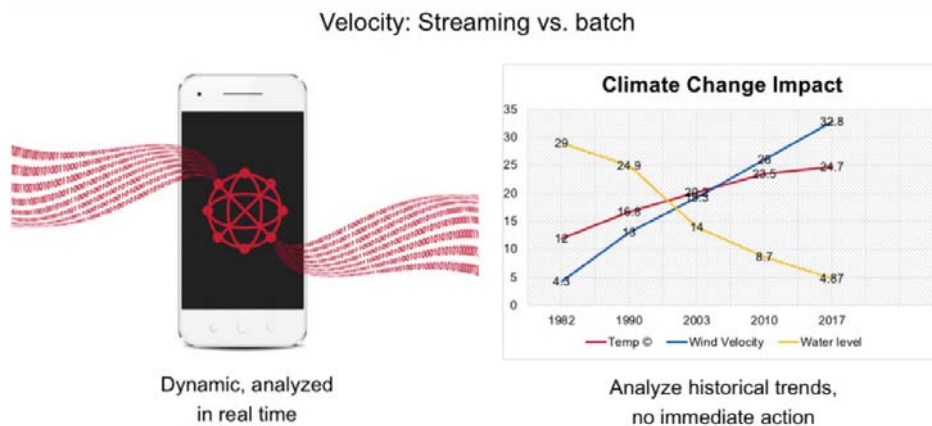 Velocity: Streaming vs. batch
Dynamic, analyzed
in real time
Climate Change Impact
35
30
25
20
15
10
5
0
29
24.9
14
8.7
4.87
12
16.8
23.5
24.7
4.3
13
19.3
26
32.8
1982 1990 2003 2010 2017
Temp © Wind Velocity Water level
Analyze historical trends,
no immediate action